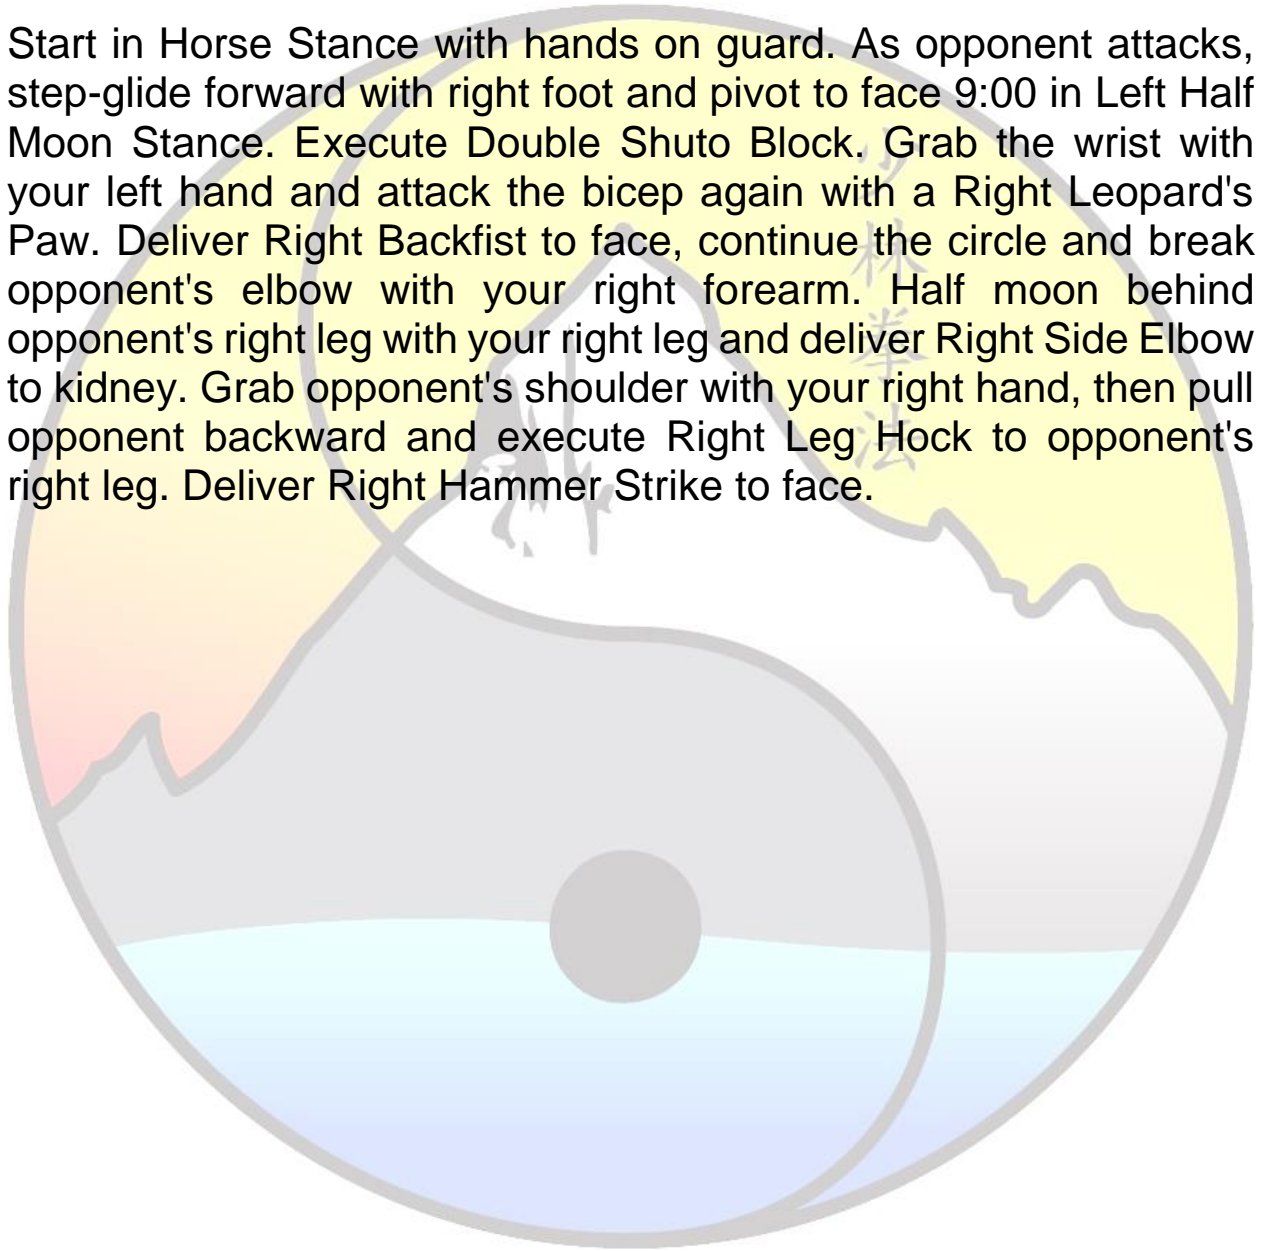 Start in Horse Stance with hands on guard. As opponent attacks,
step-glide forward with right foot and pivot to face 9:00 in Left Half
Moon Stance. Execute Double Shuto Block. Grab the wrist with
your left hand and attack the bicep again with a Right Leopard's
Paw. Deliver Right Backfist to face, continue the circle and break
opponent's elbow with your right forearm. Half moon behind
opponent's right leg with your right leg and deliver Right Side Elbow
to kidney. Grab opponent's shoulder with your right hand, then pull
opponent backward and execute Right Leg Hock to opponent's
right leg. Deliver Right Hammer Strike to face.
少林拳法